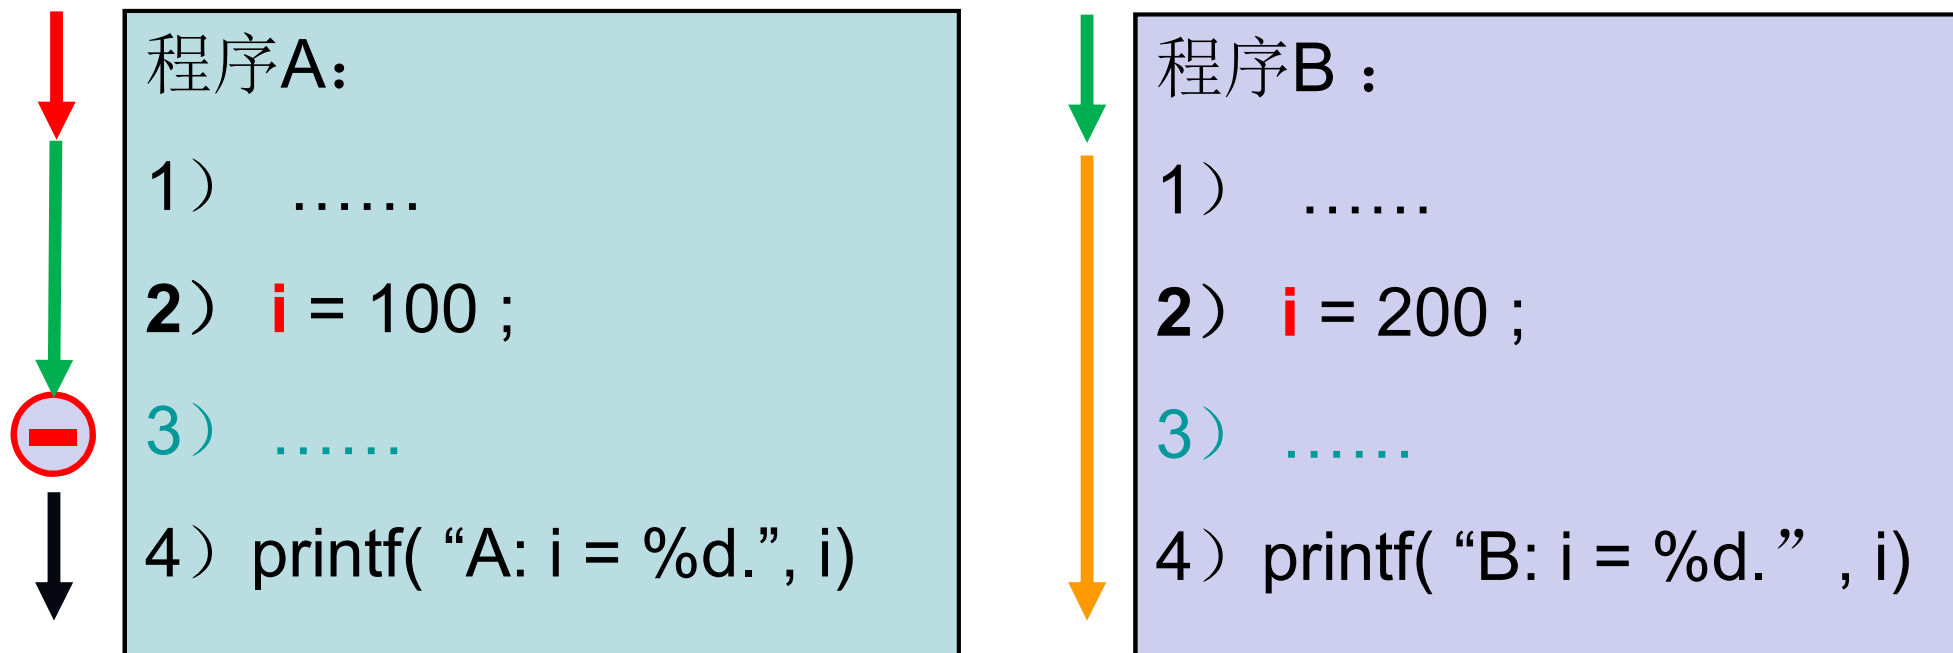 程序A：
1） ……
2） i = 100 ;
3） ……
4）printf( “A: i = %d.”, i)
程序B ：
1） ……
2） i = 200 ;
3） ……
4）printf( “B: i = %d.” , i)